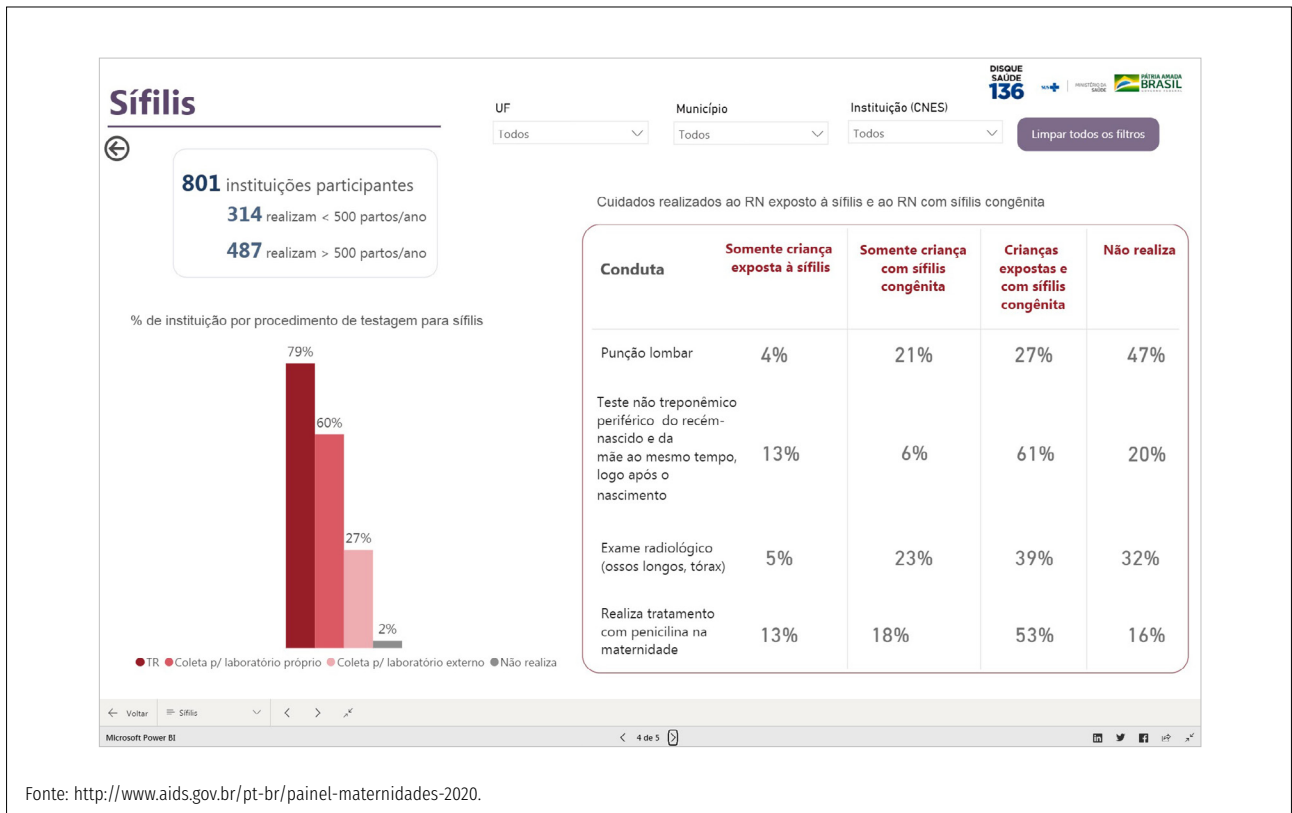 Sífilis
UF
Todos
Município
Todos
Instituição (CNES)
Todos
DISQUE
SAÚDE
136
SUS
MINISTÉRIO DA
SAÚDE
PÁTRIA AMADA
BRASIL
GOVERNO FEDERAL
Limpar todos os filtros
801 instituições participantes
314 realizam < 500 partos/ano
487 realizam > 500 partos/ano
% de instituição por procedimento de testagem para sífilis
79%
60%
27%
2%
TR Coleta p/ laboratório próprio Coleta p/ laboratório externo Não realiza
Cuidados realizados ao RN exposto à sífilis e ao RN com sífilis congênita
Conduta
Somente criança
exposta à sífilis
Somente criança
com sífilis
congênita
Crianças
expostas e
com sífilis
congênita
Não realiza
Punção lombar 4% 21% 27% 47%
Teste não treponêmico
periférico do recém-
nascido e da
mãe ao mesmo tempo, 13% 6% 61% 20%
logo após o
nascimento
Exame radiológico
(ossos longos, tórax) 5% 23% 39% 32%
Realiza tratamento
com penicilina na 13% 18% 53% 16%
maternidade
Voltar Sífilis
Microsoft Power BI 4 de 5
Fonte: http://www.aids.gov.br/pt-br/painel-maternidades-2020.